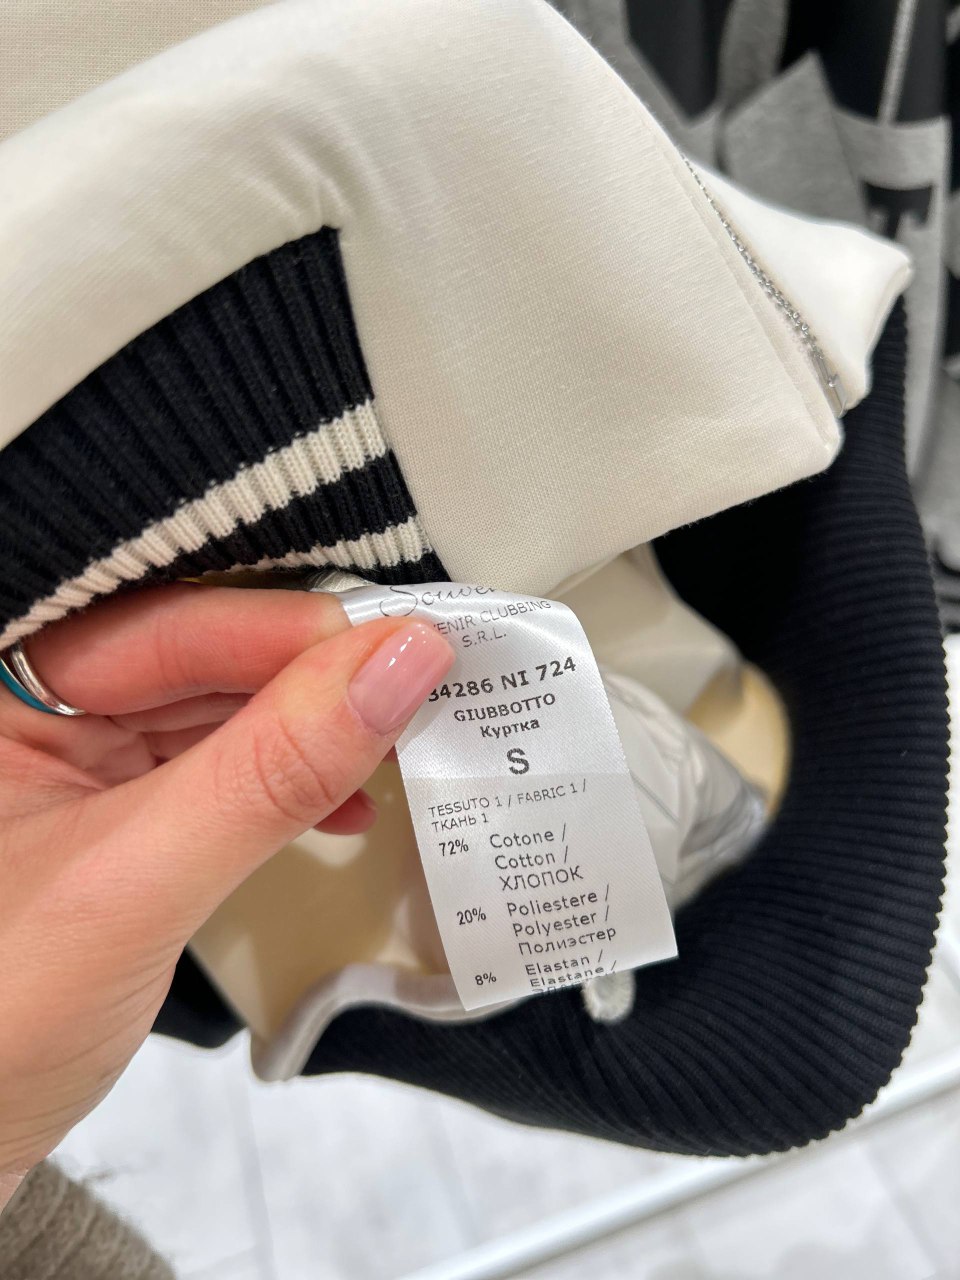 CLUBBING
S.R.L.
34286 NI 724
GIUBBOTTO
Куртка
S
TESSUTO 1 / FABRIC 1 /
ТКАНЬ 1
72% Cotone /
Cotton /
ХЛОПОК
20% Poliestere /
Polyester /
Полиэстер
8% Elastan /
Elastane /